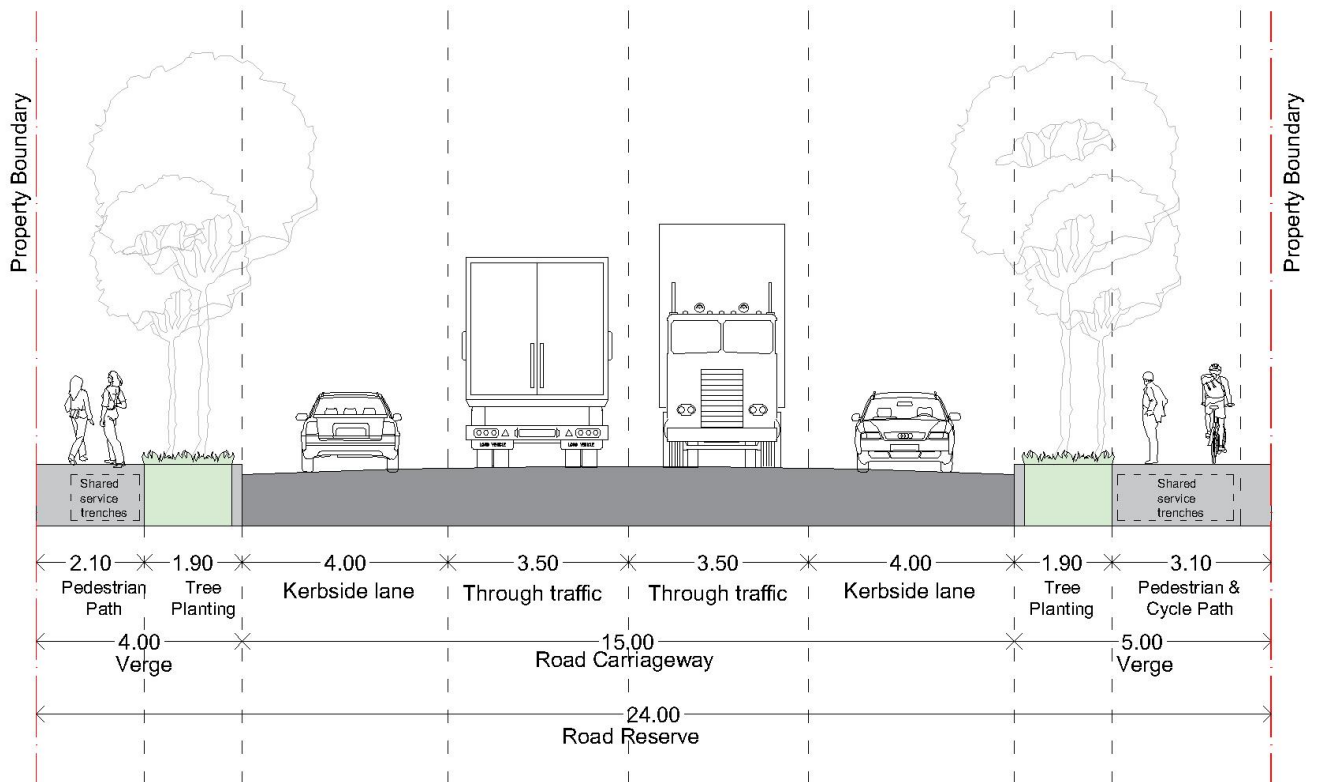 Property Boundary
Property Boundary
Shared
service
trenches
Shared
service
trenches
2.10
1.90
4.00
3.50
3.50
4.00
1.90
3.10
Pedestrian
Path
Tree
Planting
Kerbside lane
Through traffic
Through traffic
Kerbside lane
Tree
Planting
Pedestrian &
Cycle Path
4.00
Verge
15.00
Road Carriageway
5.00
Verge
24.00
Road Reserve